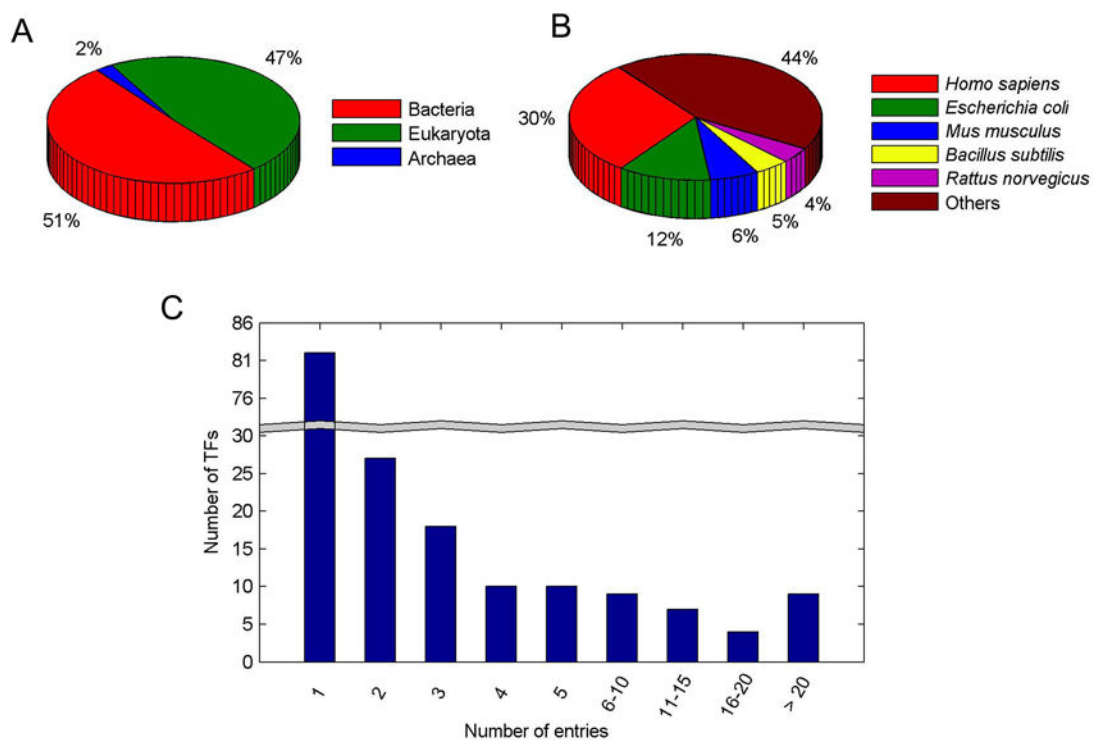 A
2%
47%
51%
Bacteria
Eukaryota
Archaea
B
44%
30%
12%
6%
5%
4%
Homo sapiens
Escherichia coli
Mus musculus
Bacillus subtilis
Rattus norvegicus
Others
C
86
81
76
30
25
20
15
10
5
0
Number of TFs
1
2
3
4
5
6-10
11-15
16-20
> 20
Number of entries